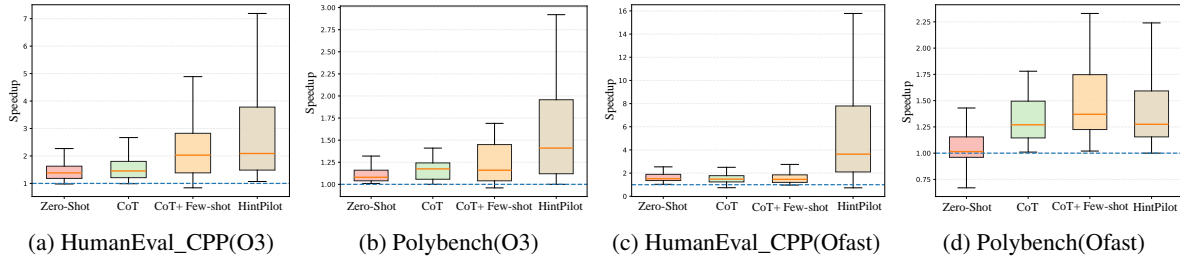 Speedup
7
6
5
4
3
2
1
Zero-Shot CoT CoT+ Few-shot HintPilot
(a) HumanEval_CPP(O3)
Speedup
3.00
2.75
2.50
2.25
2.00
1.75
1.50
1.25
1.00
Zero-Shot CoT CoT+ Few-shot HintPilot
(b) Polybench(O3)
Speedup
16
14
12
10
8
6
4
2
0
Zero-Shot CoT CoT+ Few-shot HintPilot
(c) HumanEval_CPP(Ofast)
Speedup
2.25
2.00
1.75
1.50
1.25
1.00
0.75
Zero-Shot CoT CoT+ Few-shot HintPilot
(d) Polybench(Ofast)